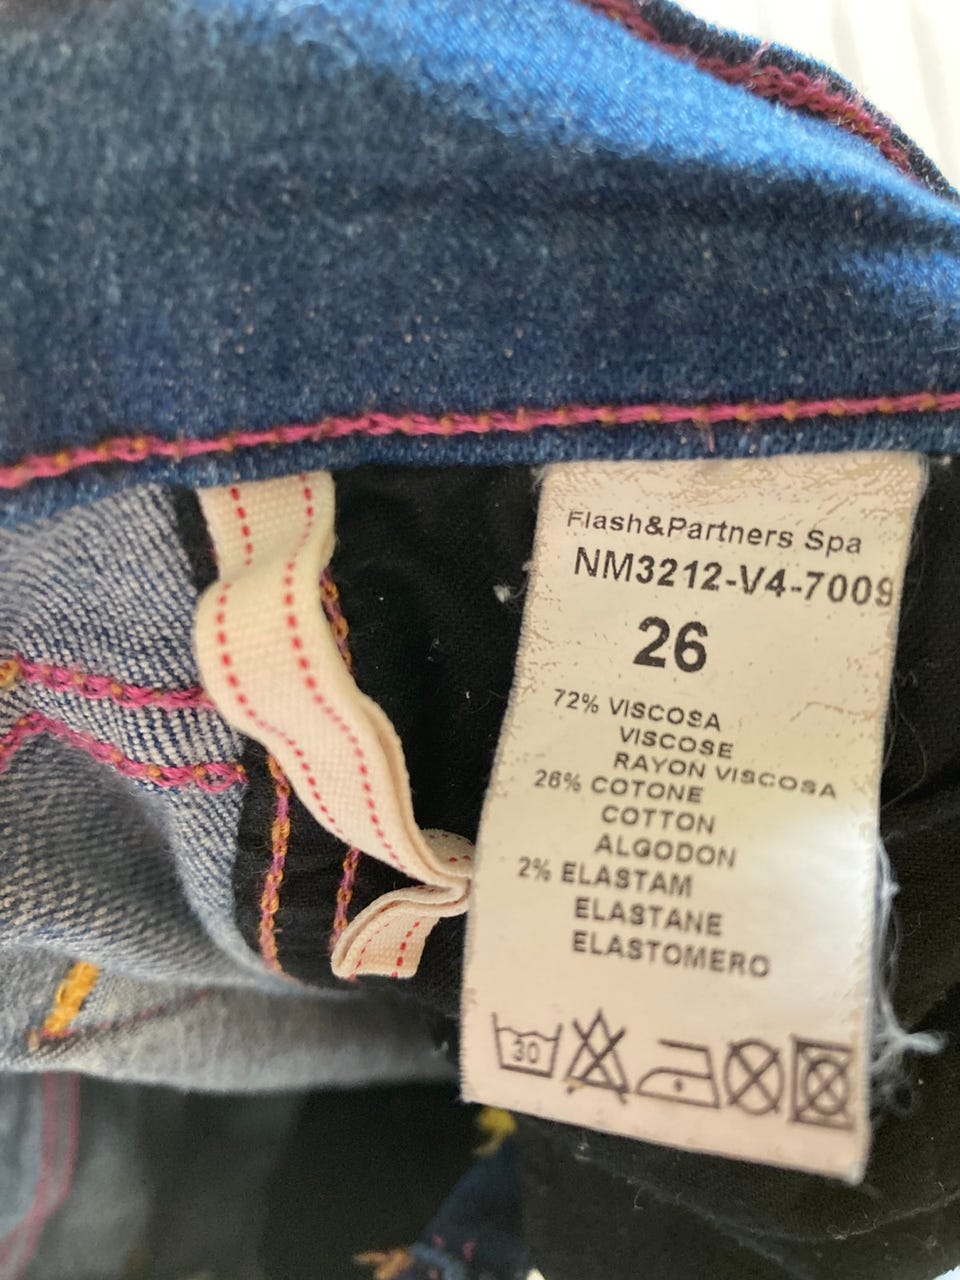 Flash&Partners Spa
NM3212-V4-7009
26
72% VISCOSA
VISCOSE
RAYON VISCOSA
26% COTONE
COTTON
ALGODON
2% ELASTAM
ELASTANE
ELASTOMERO
30